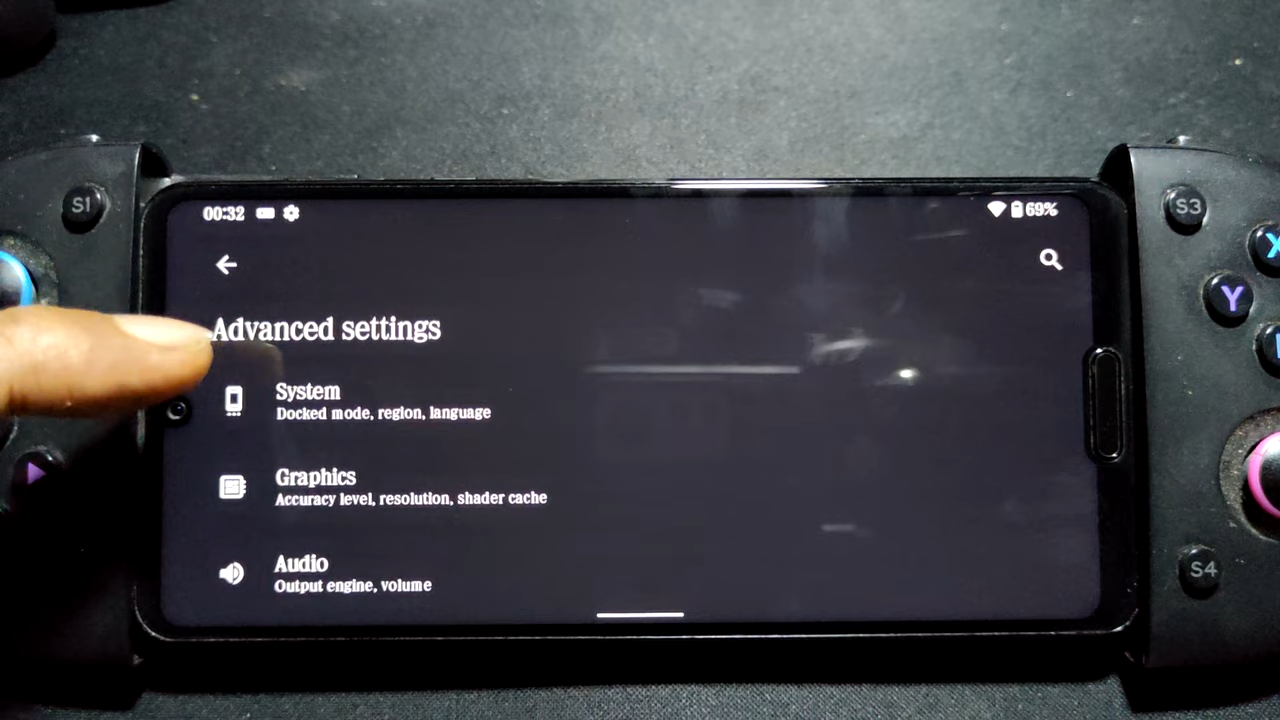 S1
S3
00:32
69%
X
Y
Advanced settings
System
Docked mode, region, language
Graphics
Accuracy level, resolution, shader cache
Audio
Output engine, volume
S4